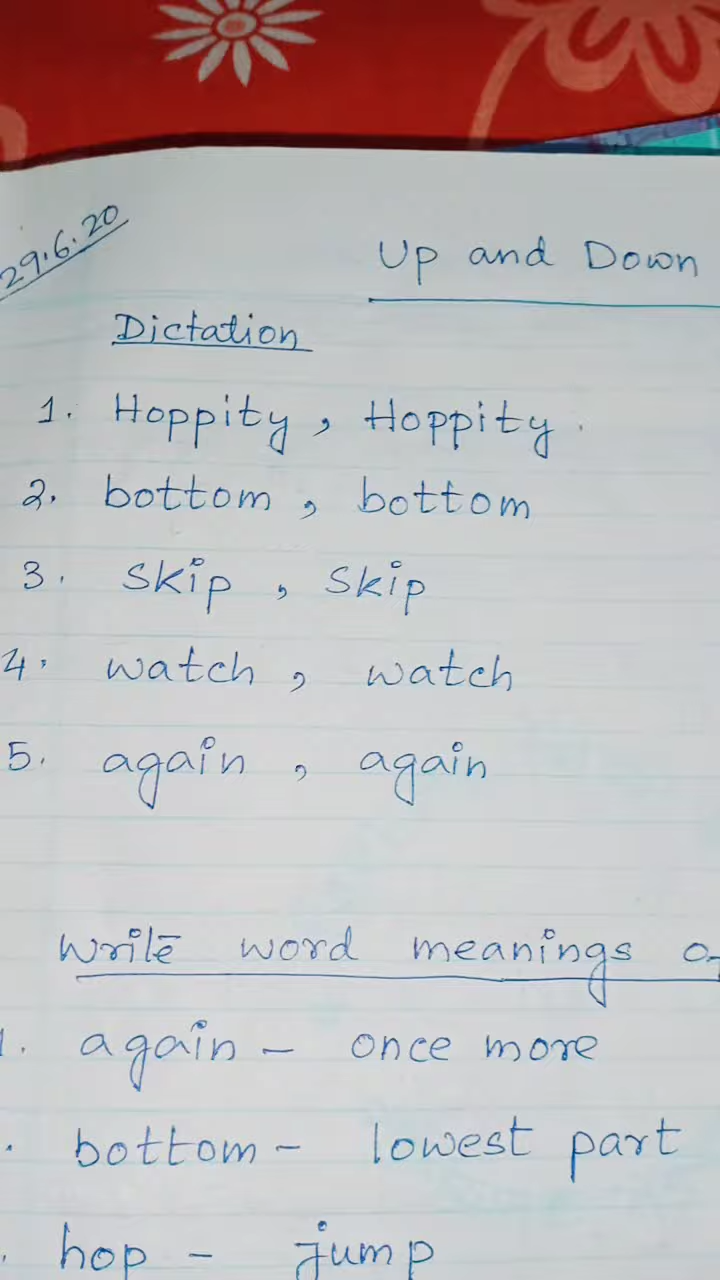 29.6.20
Up and Down
Dictation
1. Hoppity, Hoppity.
2. bottom, bottom
3. Skip, Skip
4. watch, watch
5. again, again
Write word meanings
1. again - once more
. bottom - lowest part
. hop - jump